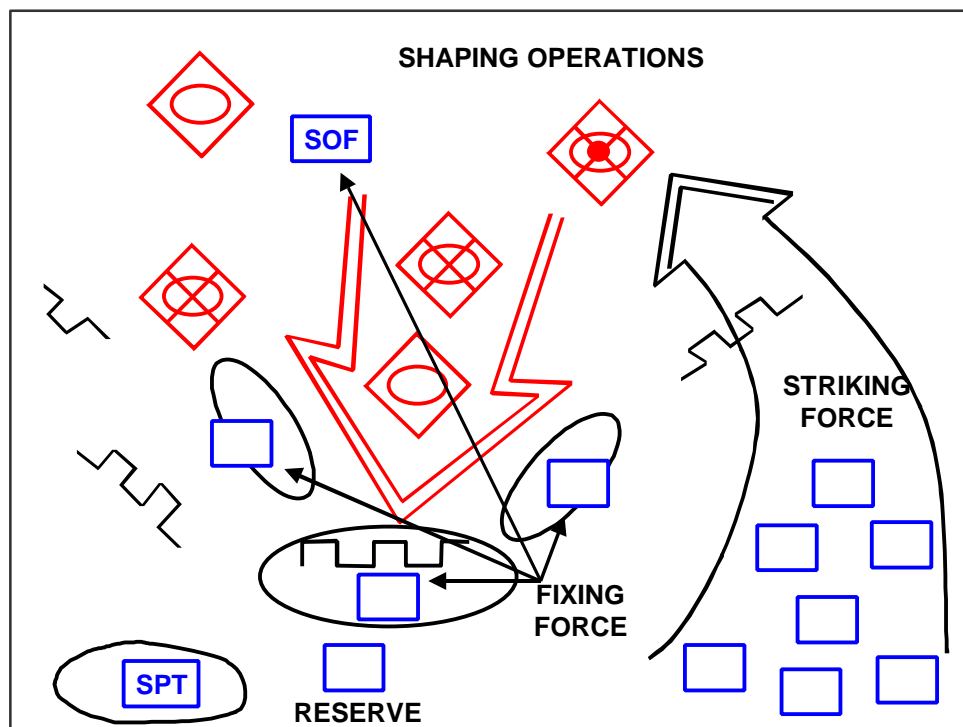 SHAPING OPERATIONS
SOF
STRIKING
FORCE
FIXING
FORCE
SPT
RESERVE